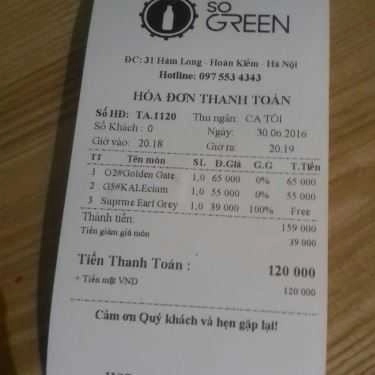 SO
GREEN
ĐC: 31 Hàm Long - Hoàn Kiếm - Hà Nội
Hotline: 097 553 4343
HÓA ĐƠN THANH TOÁN
Số HĐ: TA.1120 Thu ngân: CA TỐI
Số Khách : 0 Ngày: 30.06.2016
Giờ vào: 20.18 Giờ ra: 20.19
TT Tên món SL Đ.Giá G.G T.Tiền
1 O2#Golden Gate 1,0 65 000 0% 65 000
2 G5#KALEcium 1,0 55 000 0% 55 000
3 Suprme Earl Grey 1,0 39 000 100% Free
Thành tiền: 159 000
Tiền giảm giá món 39 000
Tiền Thanh Toán : 120 000
+ Tiền mặt VND 120 000
Cảm ơn Quý khách và hẹn gặp lại!